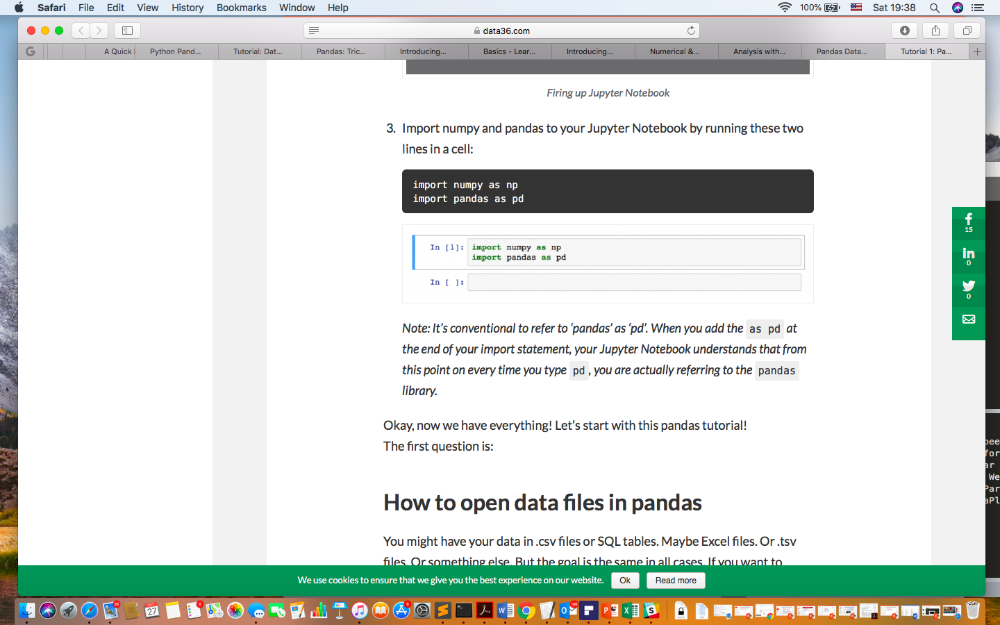 Safari File Edit View History Bookmarks Window Help 100% Sat 19:38
data36.com
A Quick Python Pand... Tutorial: Dat... Pandas: Tric... Introducing... Basics - Lear... Introducing... Numerical &... Analysis with... Pandas Data... Tutorial 1: Pa...
Firing up Jupyter Notebook
3. Import numpy and pandas to your Jupyter Notebook by running these two
lines in a cell:
import numpy as np
import pandas as pd
In [1]: import numpy as np
import pandas as pd
In [ ]:
Note: It’s conventional to refer to ‘pandas’ as ‘pd’. When you add the as pd at
the end of your import statement, your Jupyter Notebook understands that from
this point on every time you type pd , you are actually referring to the pandas
library.
Okay, now we have everything! Let’s start with this pandas tutorial!
The first question is:
How to open data files in pandas
You might have your data in .csv files or SQL tables. Maybe Excel files. Or .tsv
files. Or something else. But the goal is the same in all cases. If you want to
15
0
0
We use cookies to ensure that we give you the best experience on our website. Ok Read more